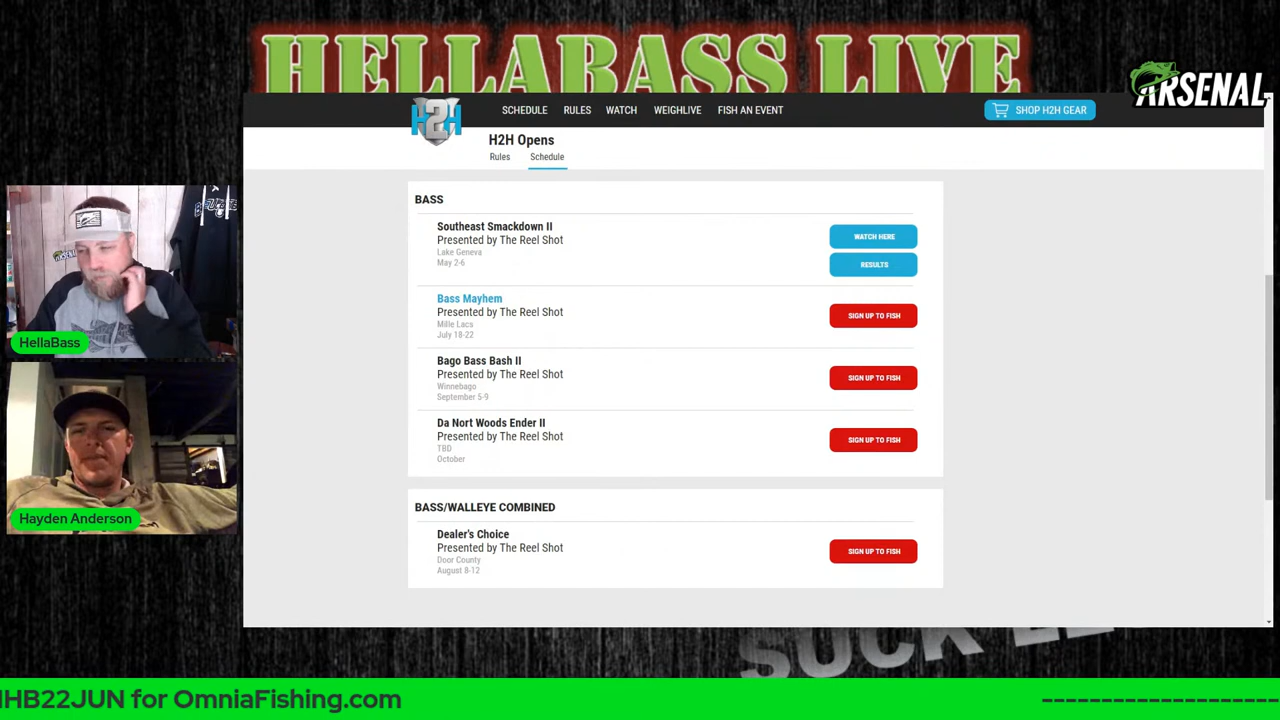 HELLABASS LIVE
ARSENAL
H2H
SCHEDULE RULES WATCH WEIGHLIVE FISH AN EVENT
SHOP H2H GEAR
H2H Opens
Rules Schedule
BASS
Southeast Smackdown II
Presented by The Reel Shot
Lake Geneva
May 2-6
WATCH HERE
RESULTS
Bass Mayhem
Presented by The Reel Shot
Mille Lacs
July 18-22
SIGN UP TO FISH
Bago Bass Bash II
Presented by The Reel Shot
Winnebago
September 5-9
SIGN UP TO FISH
Da Nort Woods Ender II
Presented by The Reel Shot
TBD
October
SIGN UP TO FISH
BASS/WALLEYE COMBINED
Dealer's Choice
Presented by The Reel Shot
Door County
August 8-12
SIGN UP TO FISH
HellaBass
Hayden Anderson
SUCK
HB22JUN for OmniaFishing.com --------------------